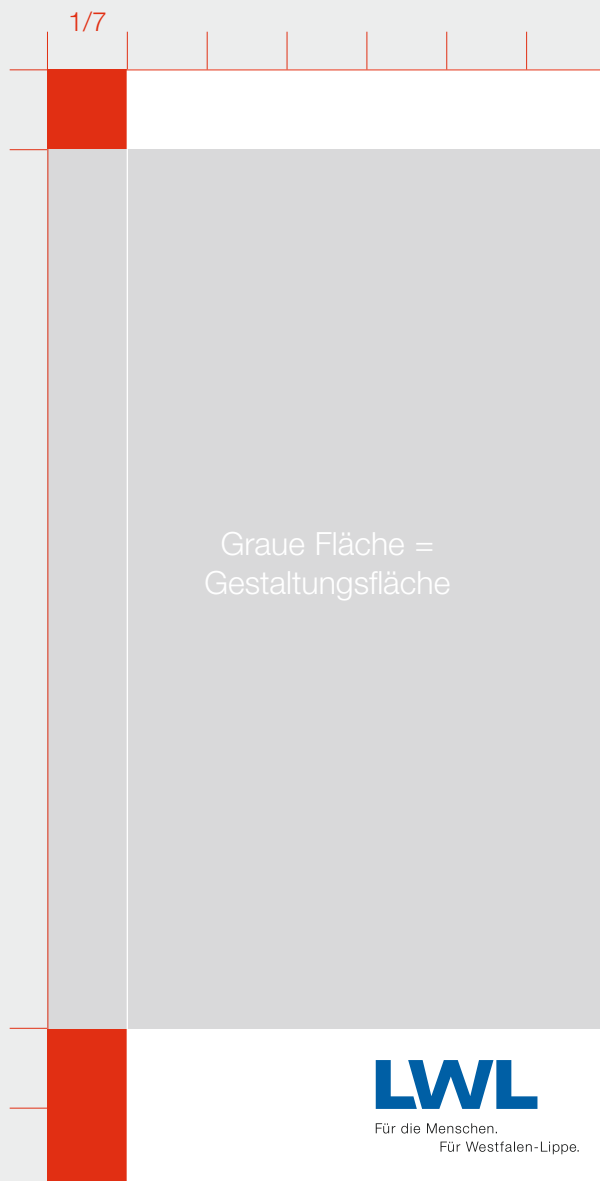 1/7
Graue Fläche =
Gestaltungsfläche
LWL
Für die Menschen.
Für Westfalen-Lippe.